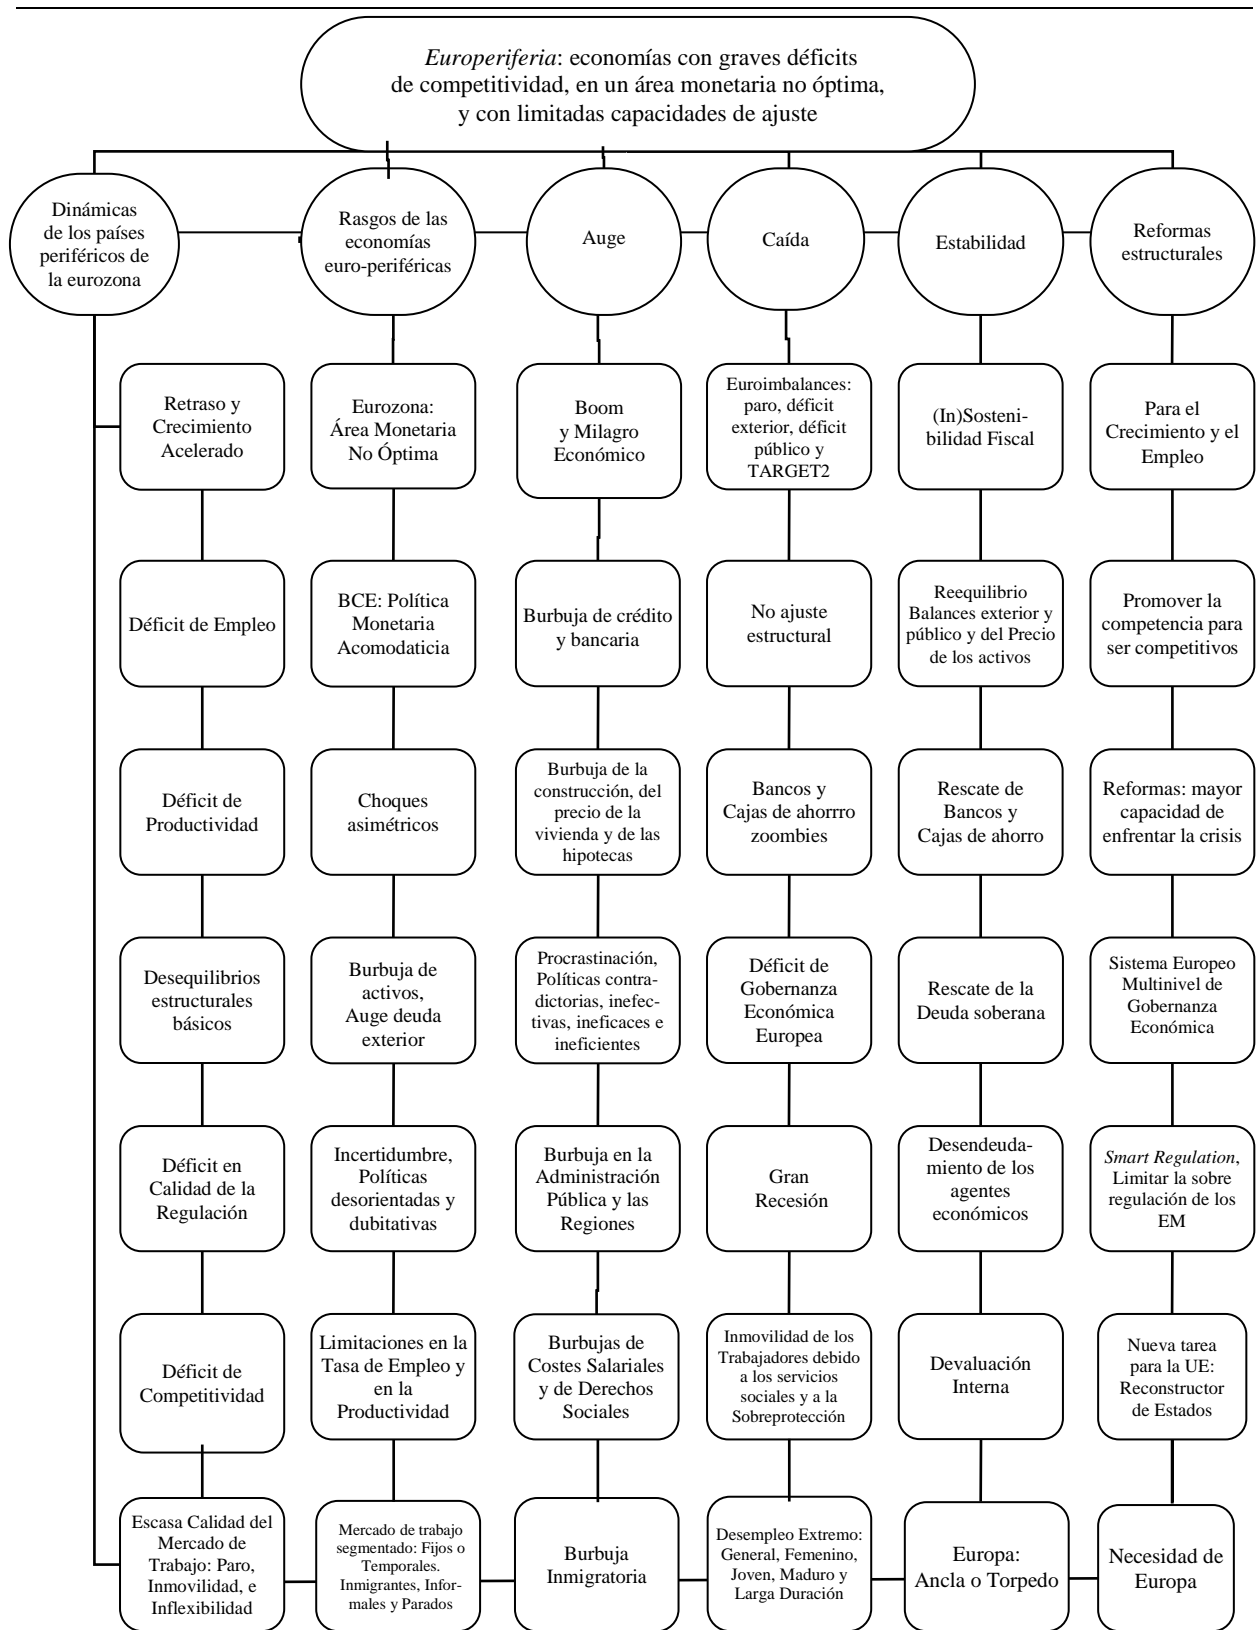 Europeriferia: economías con graves déficits
de competitividad, en un área monetaria no óptima,
y con limitadas capacidades de ajuste
Dinámicas
de los países
periféricos de
la eurozona
Rasgos de las
economías
euro-periféricas
Auge
Caída
Estabilidad
Reformas
estructurales
Retraso y
Crecimiento
Acelerado
Eurozona:
Área Monetaria
No Óptima
Boom
y Milagro
Económico
Euroimbalances:
paro, déficit
exterior, déficit
público y
TARGET2
(In)Sosteni-
bilidad Fiscal
Para el
Crecimiento y el
Empleo
Déficit de Empleo
BCE: Política
Monetaria
Acomodaticia
Burbuja de crédito
y bancaria
No ajuste
estructural
Reequilibrio
Balances exterior y
público y del Precio
de los activos
Promover la
competencia para
ser competitivos
Déficit de
Productividad
Choques
asimétricos
Burbuja de la
construcción, del
precio de la
vivienda y de las
hipotecas
Bancos y
Cajas de ahorrro
zoombies
Rescate de
Bancos y
Cajas de ahorro
Reformas: mayor
capacidad de
enfrentar la crisis
Desequilibrios
estructurales
básicos
Burbuja de
activos,
Auge deuda
exterior
Procrastinación,
Políticas contra-
dictorias, inefec-
tivas, ineficaces e
ineficientes
Déficit de
Gobernanza
Económica
Europea
Rescate de la
Deuda soberana
Sistema Europeo
Multinivel de
Gobernanza
Económica
Déficit en
Calidad de la
Regulación
Incertidumbre,
Políticas
desorientadas y
dubitativas
Burbuja en la
Administración
Pública y las
Regiones
Gran
Recesión
Desendeuda-
miento de los
agentes
económicos
Smart Regulation,
Limitar la sobre
regulación de los
EM
Déficit de
Competitividad
Limitaciones en la
Tasa de Empleo y
en la
Productividad
Burbujas de
Costes Salariales
y de Derechos
Sociales
Inmovilidad de los
Trabajadores debido
a los servicios
sociales y a la
Sobreprotección
Devaluación
Interna
Nueva tarea
para la UE:
Reconstructor
de Estados
Escasa Calidad del
Mercado de
Trabajo: Paro,
Inmovilidad, e
Inflexibilidad
Mercado de trabajo
segmentado: Fijos o
Temporales.
Inmigrantes, Infor-
males y Parados
Burbuja
Inmigratoria
Desempleo Extremo:
General, Femenino,
Joven, Maduro y
Larga Duración
Europa:
Ancla o Torpedo
Necesidad de
Europa